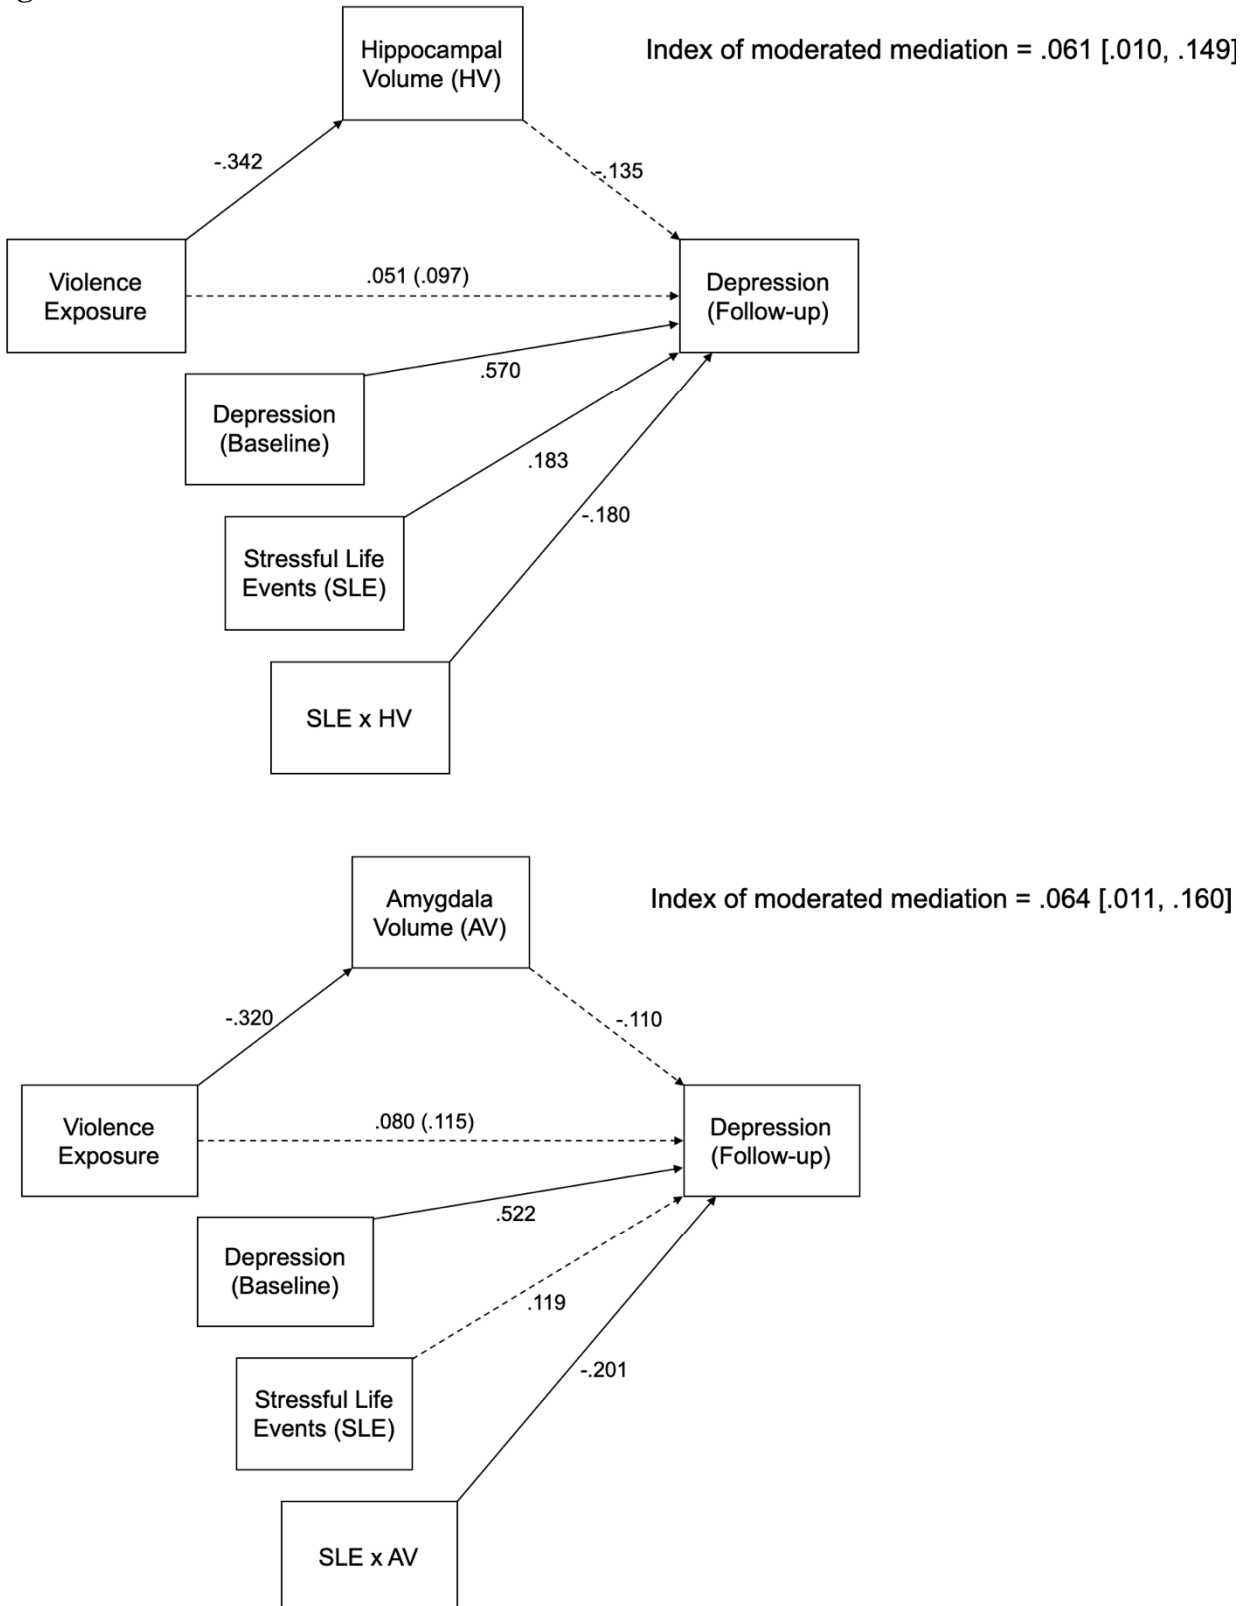 Hippocampal
Volume (HV)
Index of moderated mediation = .061 [.010, .149]
-.342
-.135
Violence
Exposure
.051 (.097)
Depression
(Follow-up)
.570
Depression
(Baseline)
.183
-.180
Stressful Life
Events (SLE)
SLE x HV
Amygdala
Volume (AV)
Index of moderated mediation = .064 [.011, .160]
-.320
-.110
Violence
Exposure
.080 (.115)
Depression
(Follow-up)
.522
Depression
(Baseline)
.119
-.201
Stressful Life
Events (SLE)
SLE x AV